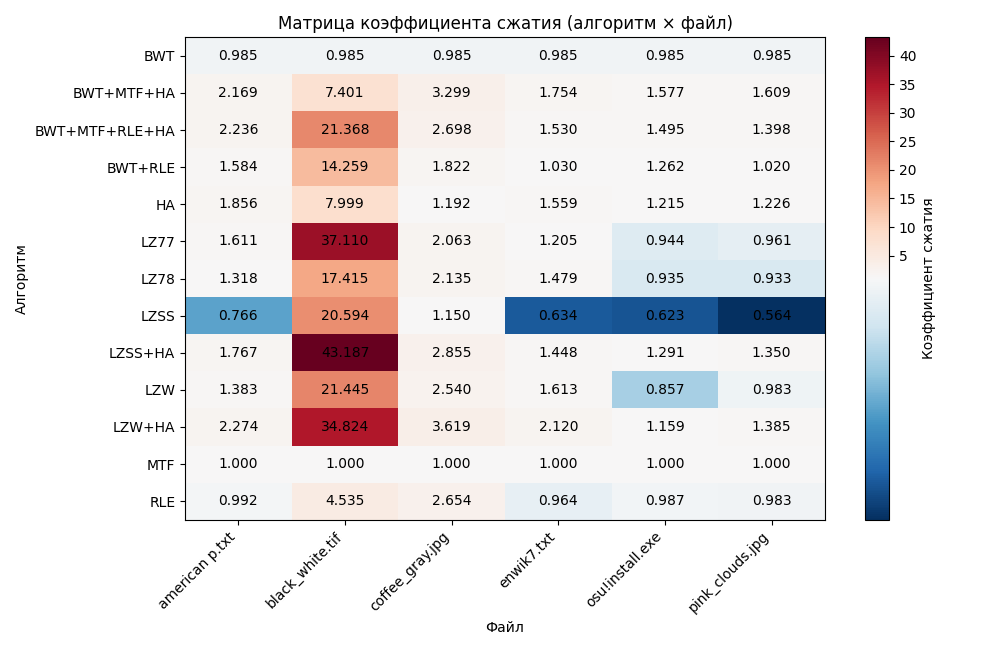 Матрица коэффициента сжатия (алгоритм × файл)
BWT 0.985 0.985 0.985 0.985 0.985 0.985
BWT+MTF+HA 2.169 7.401 3.299 1.754 1.577 1.609
BWT+MTF+RLE+HA 2.236 21.368 2.698 1.530 1.495 1.398
BWT+RLE 1.584 14.259 1.822 1.030 1.262 1.020
HA 1.856 7.999 1.192 1.559 1.215 1.226
LZ77 1.611 37.110 2.063 1.205 0.944 0.961
LZ78 1.318 17.415 2.135 1.479 0.935 0.933
LZSS 0.766 20.594 1.150 0.634 0.623 0.564
LZSS+HA 1.767 43.187 2.855 1.448 1.291 1.350
LZW 1.383 21.445 2.540 1.613 0.857 0.983
LZW+HA 2.274 34.824 3.619 2.120 1.159 1.385
MTF 1.000 1.000 1.000 1.000 1.000 1.000
RLE 0.992 4.535 2.654 0.964 0.987 0.983
american p.txt
black_white.tif
coffee_gray.jpg
enwik7.txt
osu!install.exe
pink_clouds.jpg
Файл
Алгоритм
40
35
30
25
20
15
10
5
Коэффициент сжатия